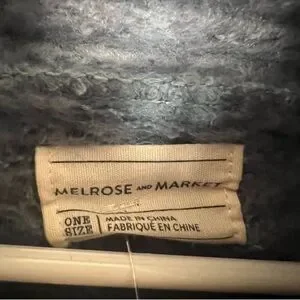 MELROSE AND MARKET
ONE SIZE
MADE IN CHINA
FABRIQUÉ EN CHINE